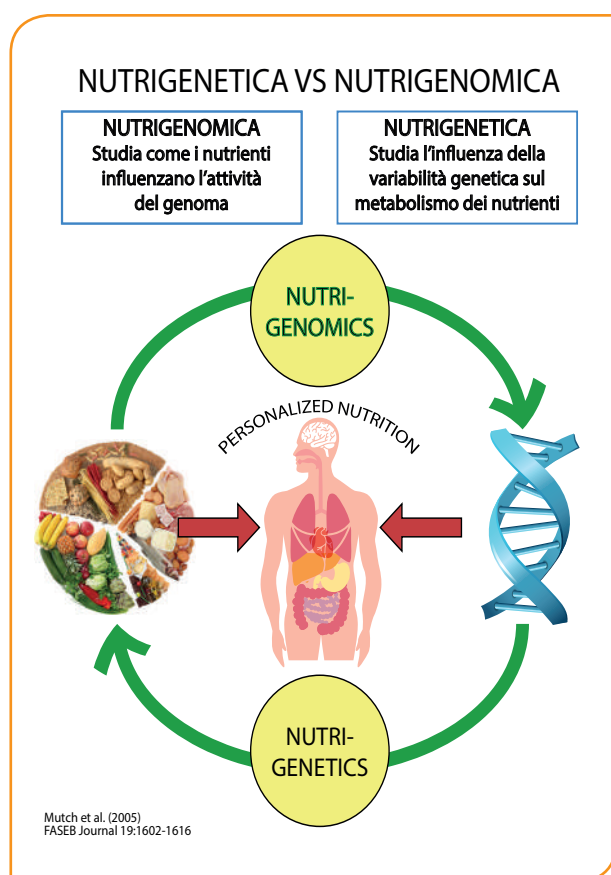 NUTRIGENETICA VS NUTRIGENOMICA
NUTRIGENOMICA
Studia come i nutrienti
influenzano l'attività
del genoma
NUTRIGENETICA
Studia l'influenza della
variabilità genetica sul
metabolismo dei nutrienti
NUTRI-
GENOMICS
PERSONALIZED NUTRITION
NUTRI-
GENETICS
Mutch et al. (2005)
FASEB Journal 19:1602-1616